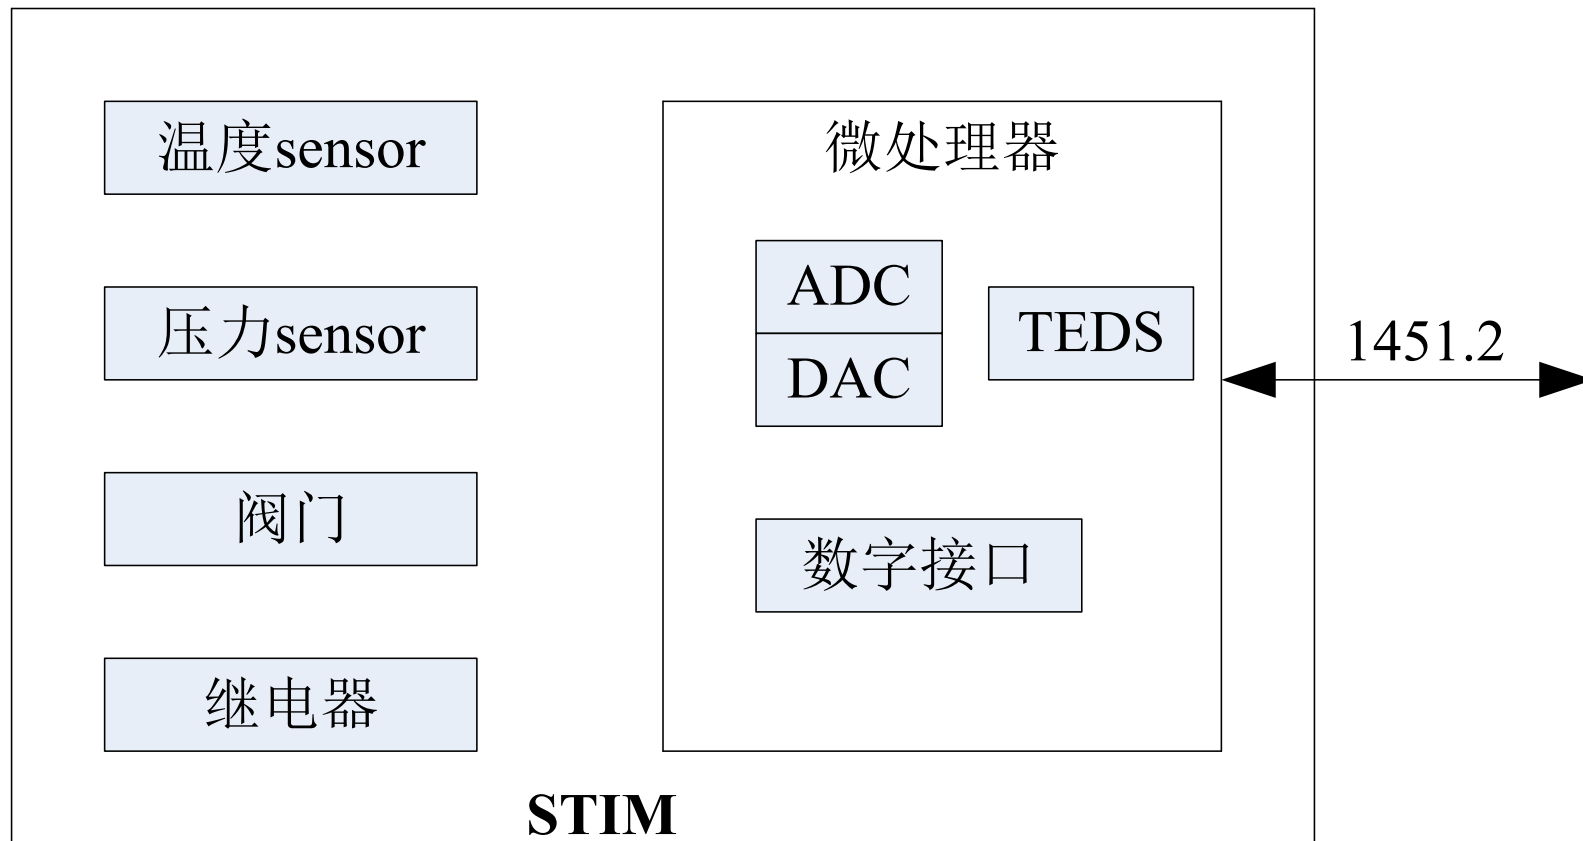 温度sensor
压力sensor
阀门
继电器
微处理器
ADC
DAC
TEDS
数字接口
1451.2
STIM